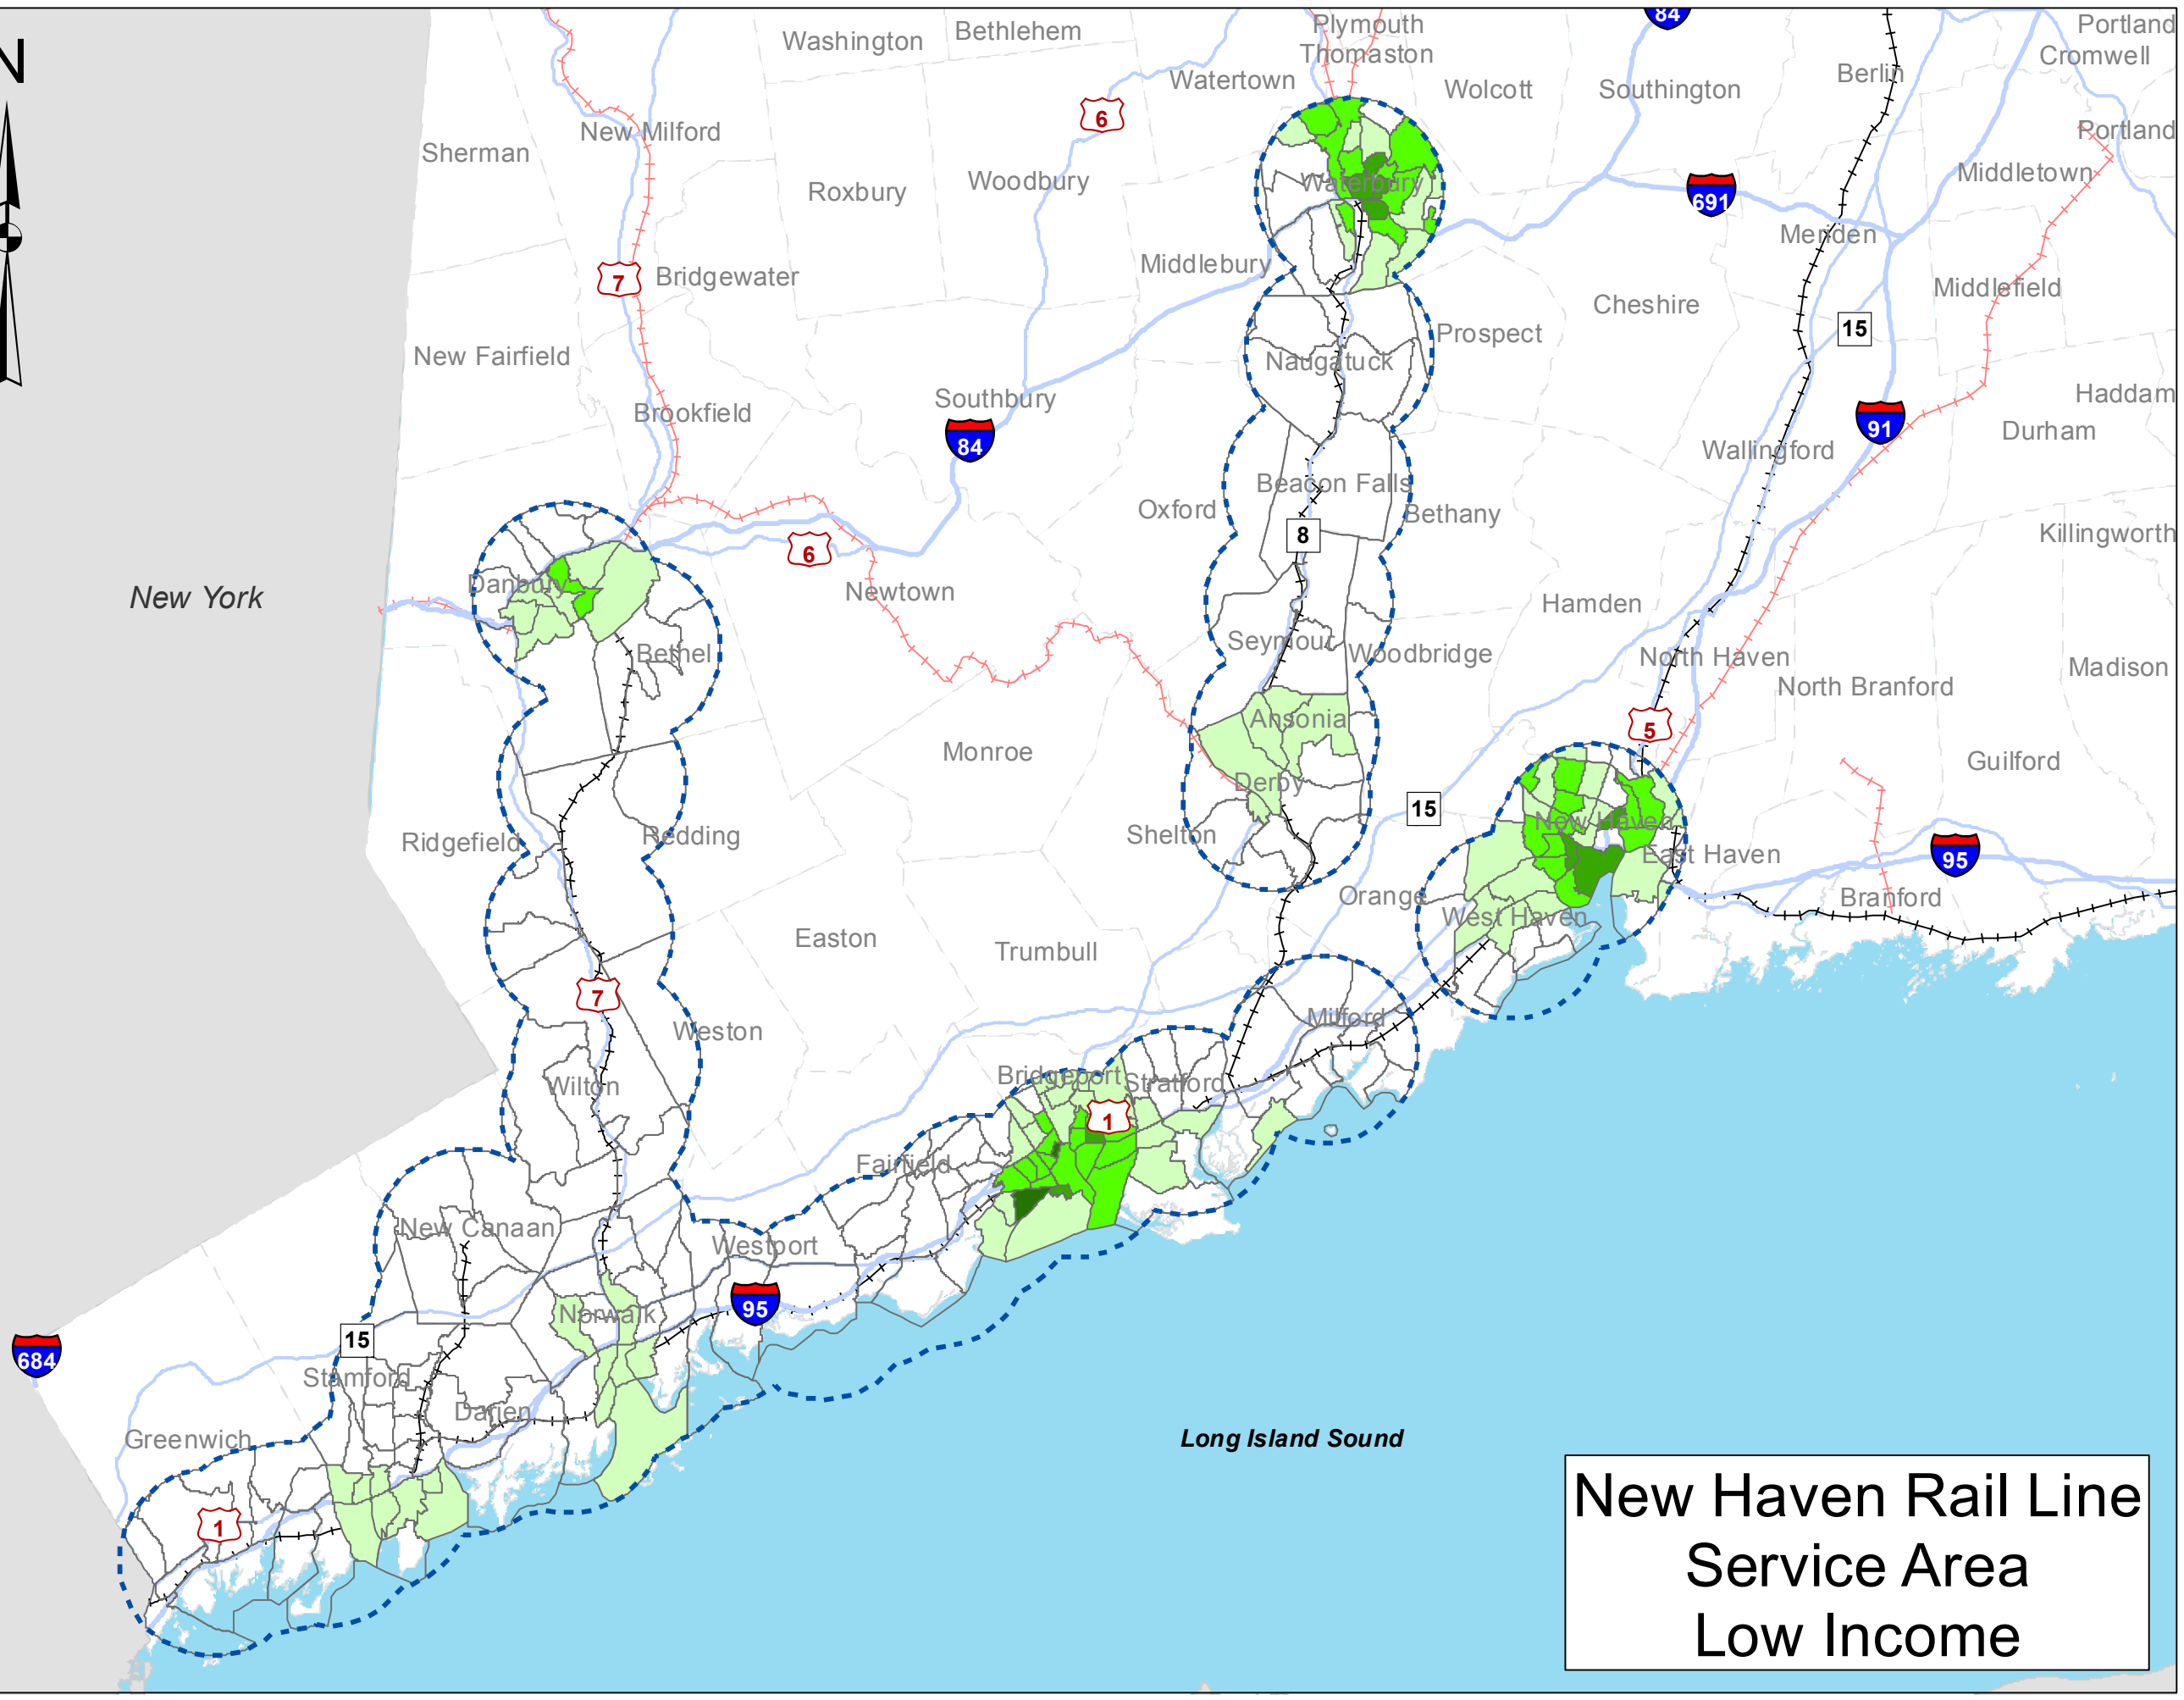 N
84
Plymouth
Portland
Washington
Bethlehem
Thomaston
Cromwell
Watertown
Wolcott
Southington
Berlin
6
New Milford
Portland
Sherman
Roxbury
Woodbury
Waterbury
691
Middletown
MerIden
7
Bridgewater
Middlebury
Cheshire
Middlefield
15
Prospect
New Fairfield
Naugatuck
Southbury
Haddam
Brookfield
84
91
Durham
Wallingford
Beacon Falls
Oxford
Bethany
8
Killingworth
6
New York
Danbury
Newtown
Hamden
Seymour
Woodbridge
Bethel
North Haven
Madison
North Branford
Ansonia
5
Monroe
Guilford
Derby
15
Ridgefield
Redding
Shelton
New Haven
East Haven
95
Orange
Branford
West Haven
Easton
Trumbull
7
Weston
Milford
Wilton
Bridgeport
Stratford
1
Fairfield
New Canaan
Westport
95
Norwalk
15
684
Stamford
Darien
Greenwich
Long Island Sound
1
New Haven Rail Line
Service Area
Low Income